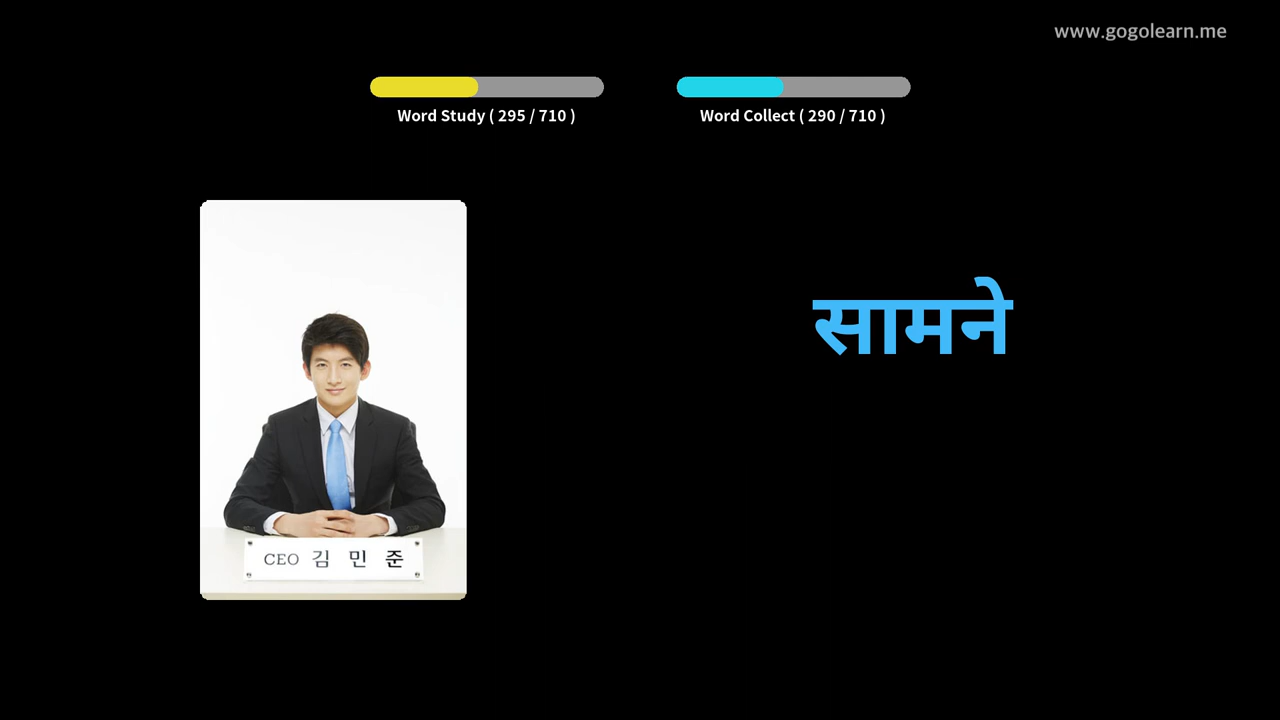 www.gogolearn.me
Word Study ( 295 / 710 )
Word Collect ( 290 / 710 )
सामने
CEO 김 민 준